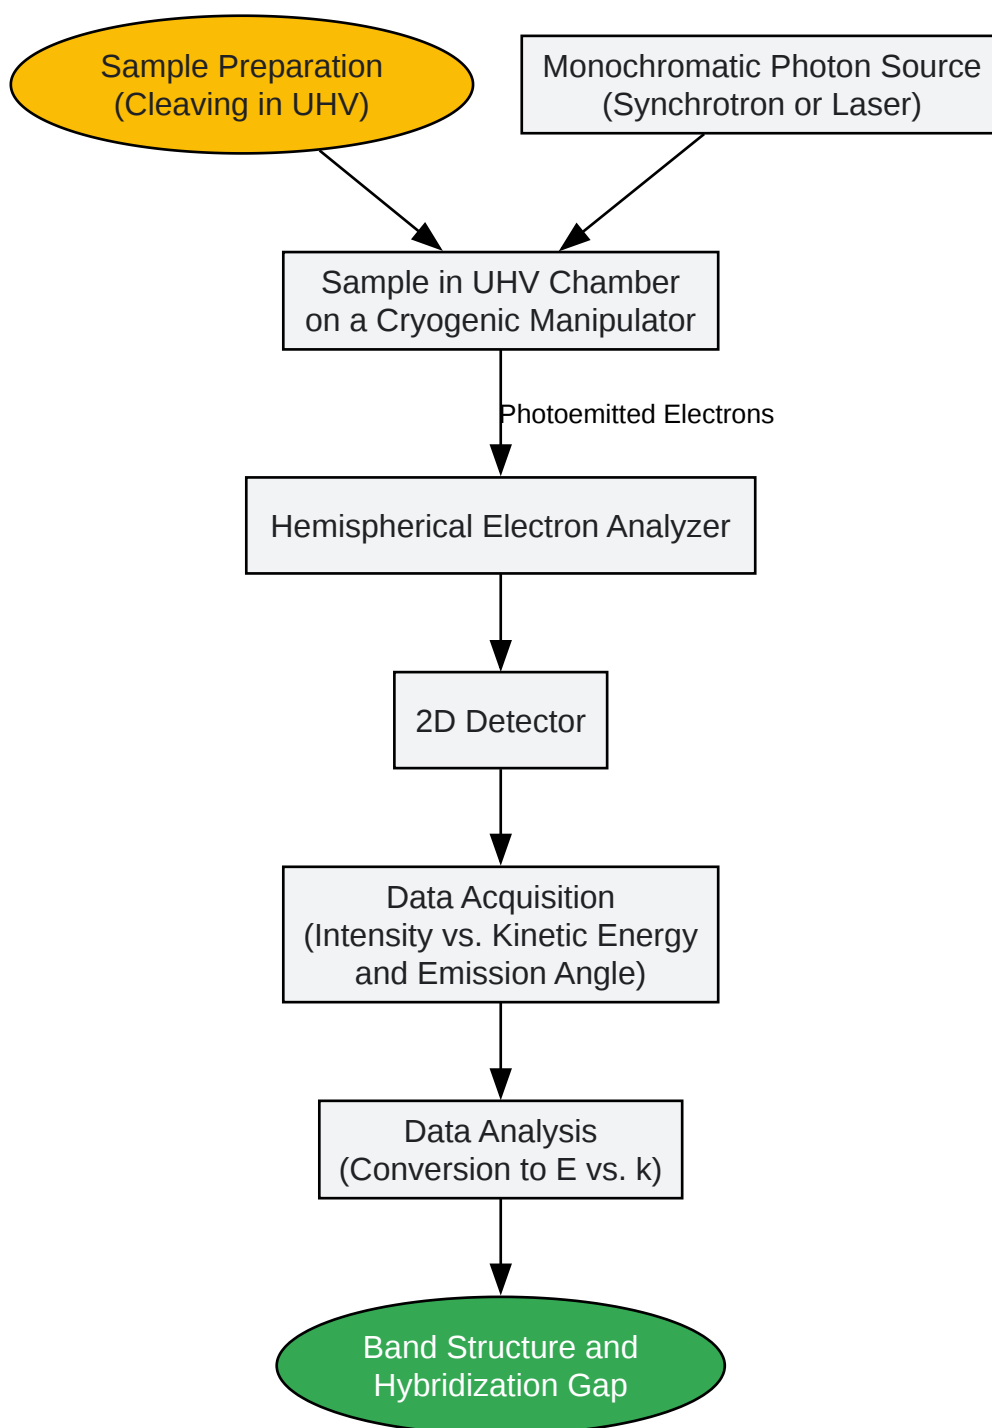 Sample Preparation
(Cleaving in UHV)
Monochromatic Photon Source
(Synchrotron or Laser)
Sample in UHV Chamber
on a Cryogenic Manipulator
Photoemitted Electrons
Hemispherical Electron Analyzer
2D Detector
Data Acquisition
(Intensity vs. Kinetic Energy
and Emission Angle)
Data Analysis
(Conversion to E vs. k)
Band Structure and
Hybridization Gap